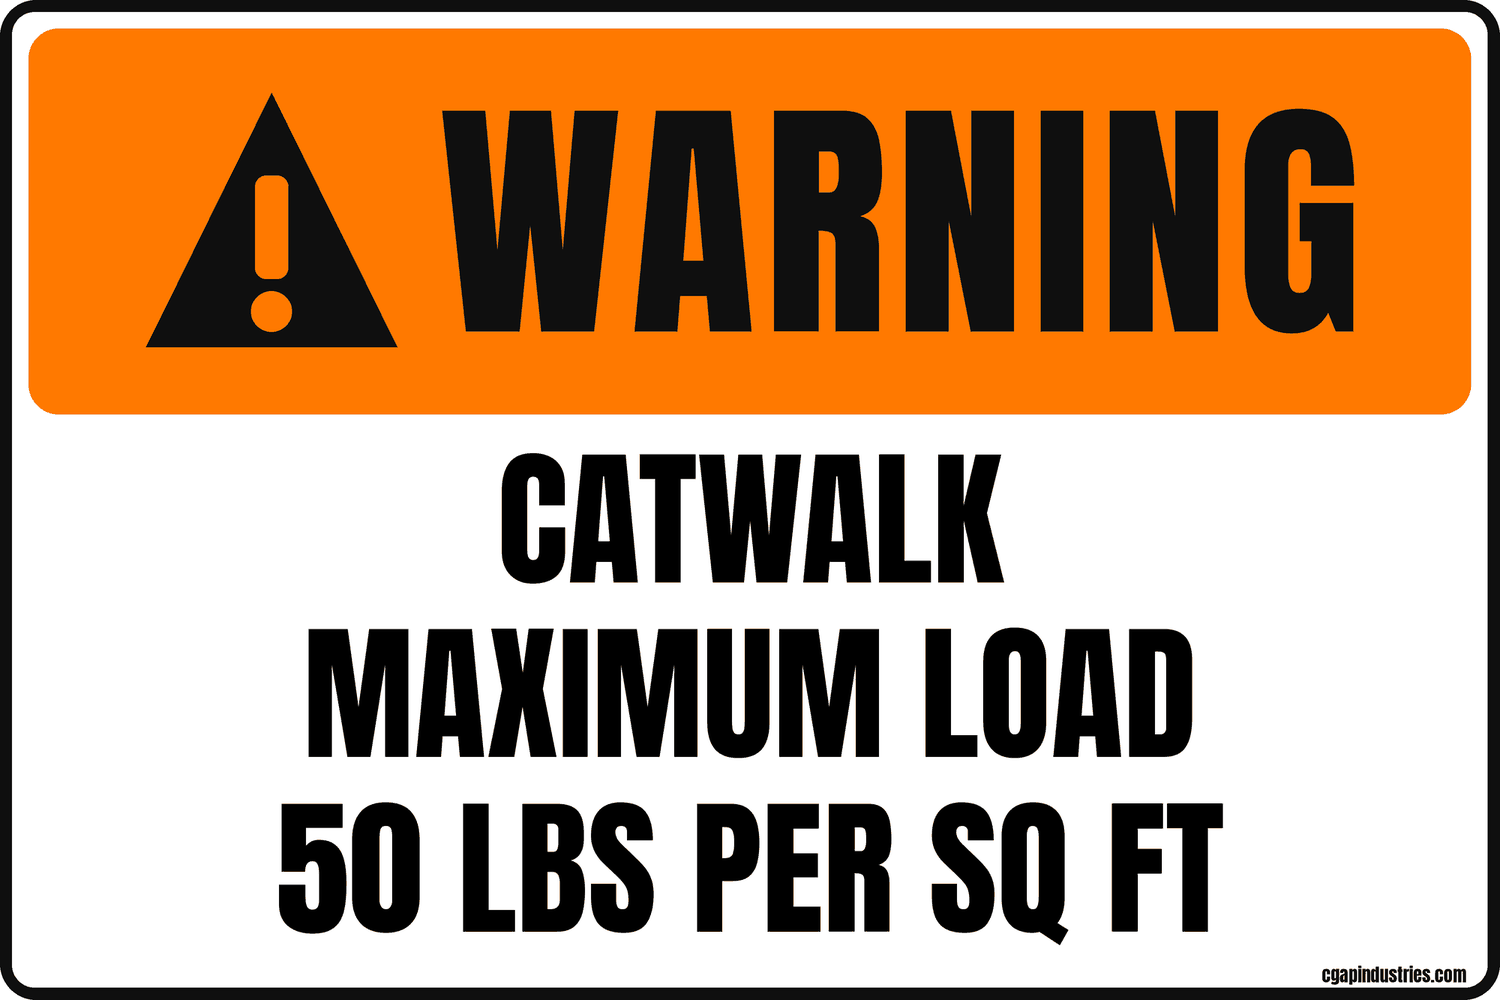 WARNING
CATWALK
MAXIMUM LOAD
50 LBS PER SQ FT
cgapindustries.com